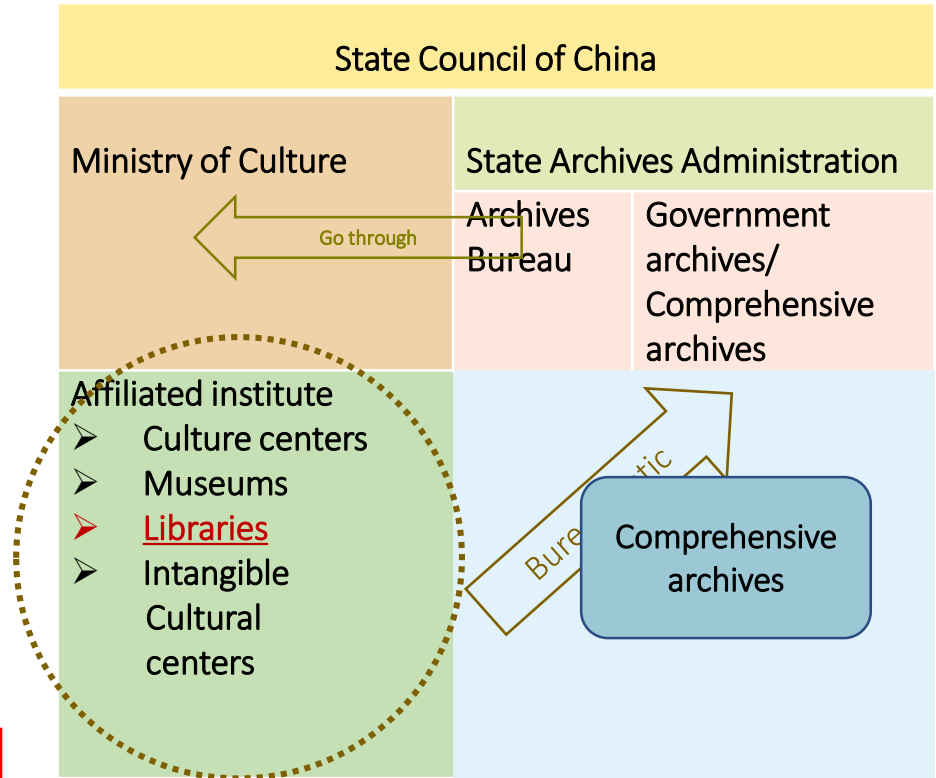 State Council of China
Ministry of Culture
State Archives Administration
Go through
Archives
Bureau
Government
archives/
Comprehensive
archives
Affiliated institute
Culture centers
Museums
Libraries
Intangible
Cultural
centers
Comprehensive
archives